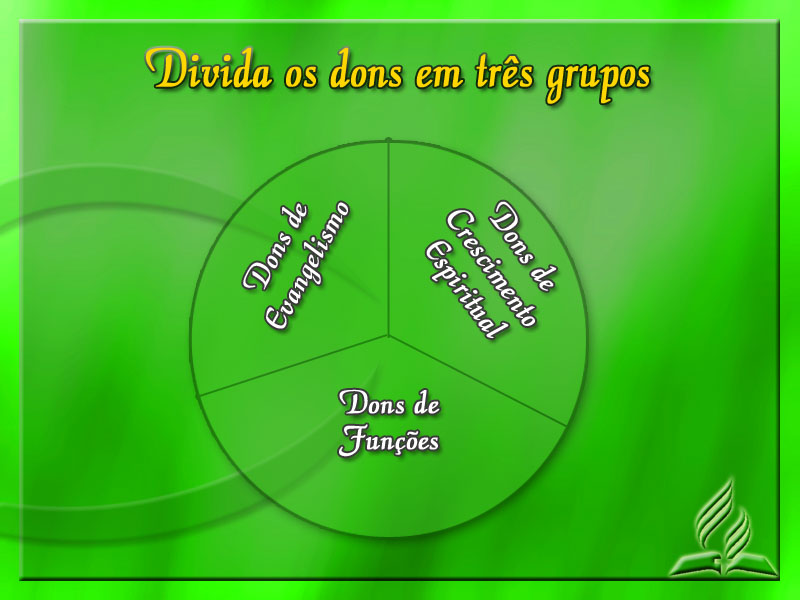 Divida os dons em três grupos
Dons de
Evangelismo
Dons de
Crescimento
Espiritual
Dons de
Funções